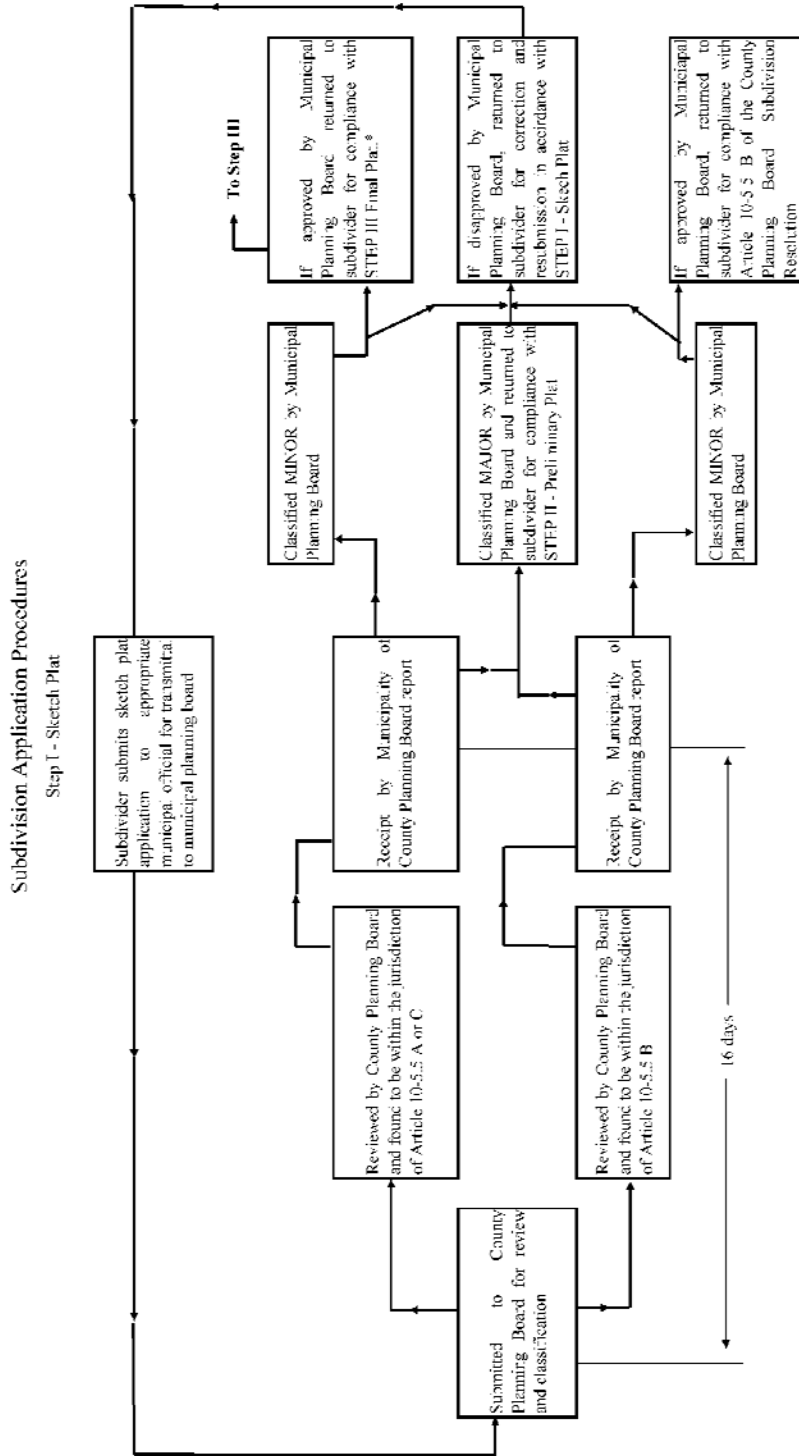 Subdivision Application Procedures
Step I - Sketch Plat
Subdivider submits sketch plat
application to appropriate
municipal official for transmittal
to municipal planning board
Submitted to County
Planning Board for review
and classification
Reviewed by County Planning Board
and found to be within the jurisdiction
of Article 10-5.5 A or C
Reviewed by County Planning Board
and found to be within the jurisdiction
of Article 10-5.5 B
Receipt by Municipality of
County Planning Board report
Receipt by Municipality of
County Planning Board report
16 days
Classified MINOR by Municipal
Planning Board
Classified MAJOR by Municipal
Planning Board and returned to
subdivider for compliance with
STEP II - Preliminary Plat
Classified MINOR by Municipal
Planning Board
To Step III
If approved by Municipal
Planning Board, returned to
subdivider for compliance with
STEP III Final Plat.*
If disapproved by Municipal
Planning Board, returned to
subdivider for correction and
resubmission in accirdance with
STEP I - Skech Plat
If approved by Municiapal
Planning Board, returned to
subdivider for compliance with
Article 10-5.5 B of the County
Planning Board Subdivision
Resolution